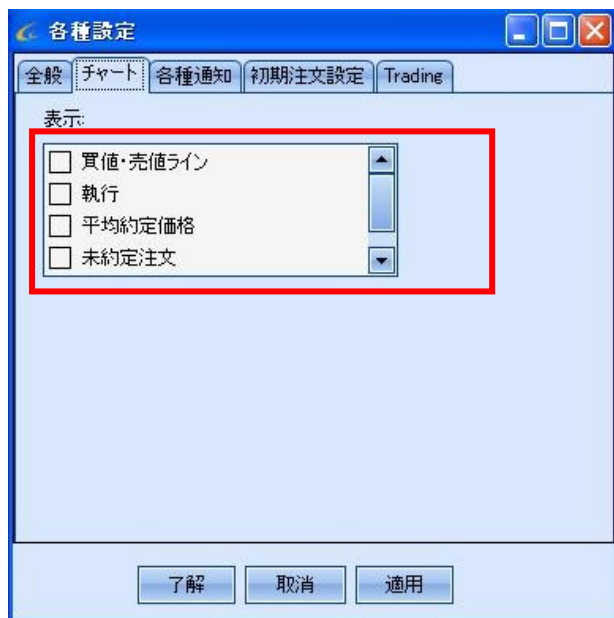 各種設定
全般 チャート 各種通知 初期注文設定 Trading
表示:
買値・売値ライン
執行
平均約定価格
未約定注文
了解 取消 適用